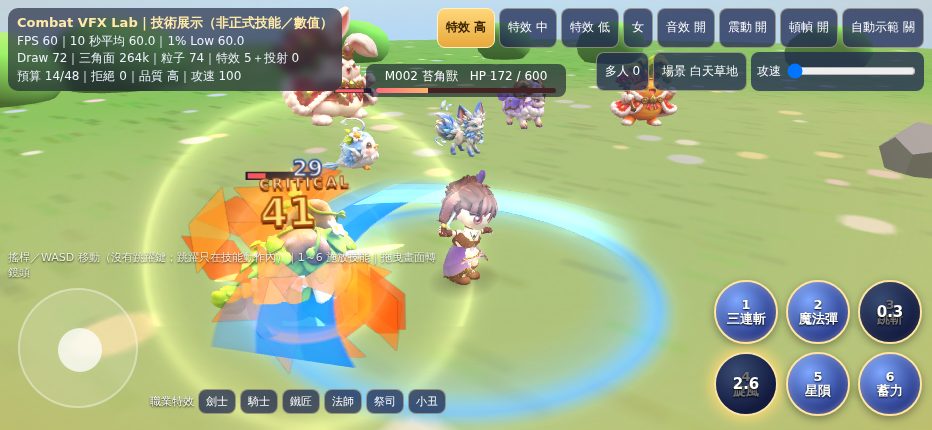 Combat VFX Lab｜技術展示（非正式技能／數值）
FPS 60｜10 秒平均 60.0｜1% Low 60.0
Draw 72｜三角面 264k｜粒子 74｜特效 5＋投射 0
預算 14/48｜拒絕 0｜品質 高｜攻速 100
特效 高
特效 中
特效 低
女
音效 開
震動 開
頓幀 開
自動示範 關
多人 0
場景 白天草地
攻速
M002 苔角獸 HP 172 / 600
29
CRITICAL
41
搖桿／WASD 移動（沒有跳躍鍵；跳躍只在技能動作內）｜1～6 施放技能｜拖曳畫面轉
鏡頭
1
三連斬
2
魔法彈
3
跳斬
0.3
4
旋風
2.6
5
星隕
6
蓄力
職業特效
劍士
騎士
鐵匠
法師
祭司
小丑